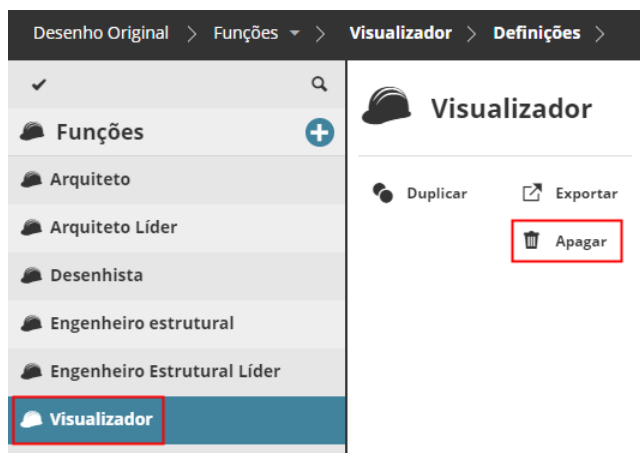 Desenho Original > Funções > Visualizador > Definições >
Funções
Arquiteto
Arquiteto Líder
Desenhista
Engenheiro estrutural
Engenheiro Estrutural Líder
Visualizador
Visualizador
Duplicar
Exportar
Apagar